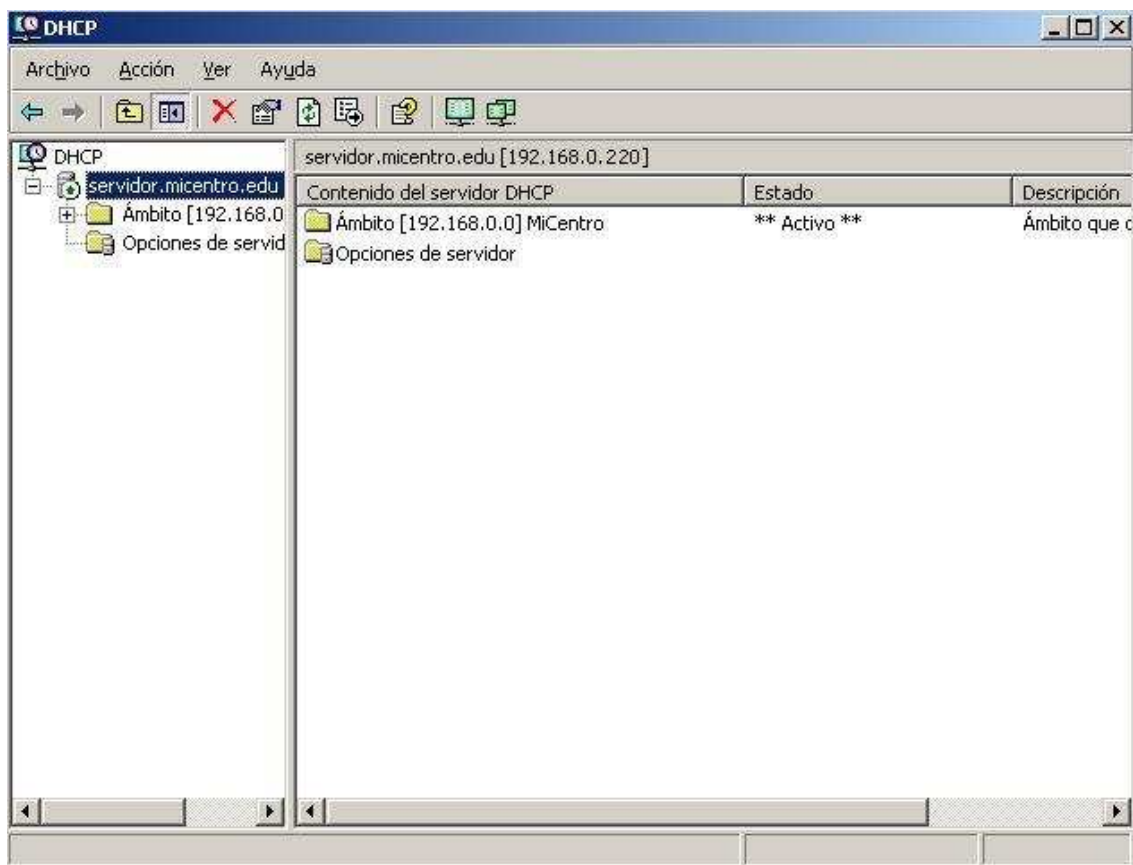 DHCP
Archivo Acción Ver Ayuda
DHCP
servidor.micentro.edu
Ámbito [192.168.0
Opciones de servid
servidor.micentro.edu [192.168.0.220]
Contenido del servidor DHCP Estado Descripción
Ámbito [192.168.0.0] MiCentro ** Activo ** Ámbito que
Opciones de servidor